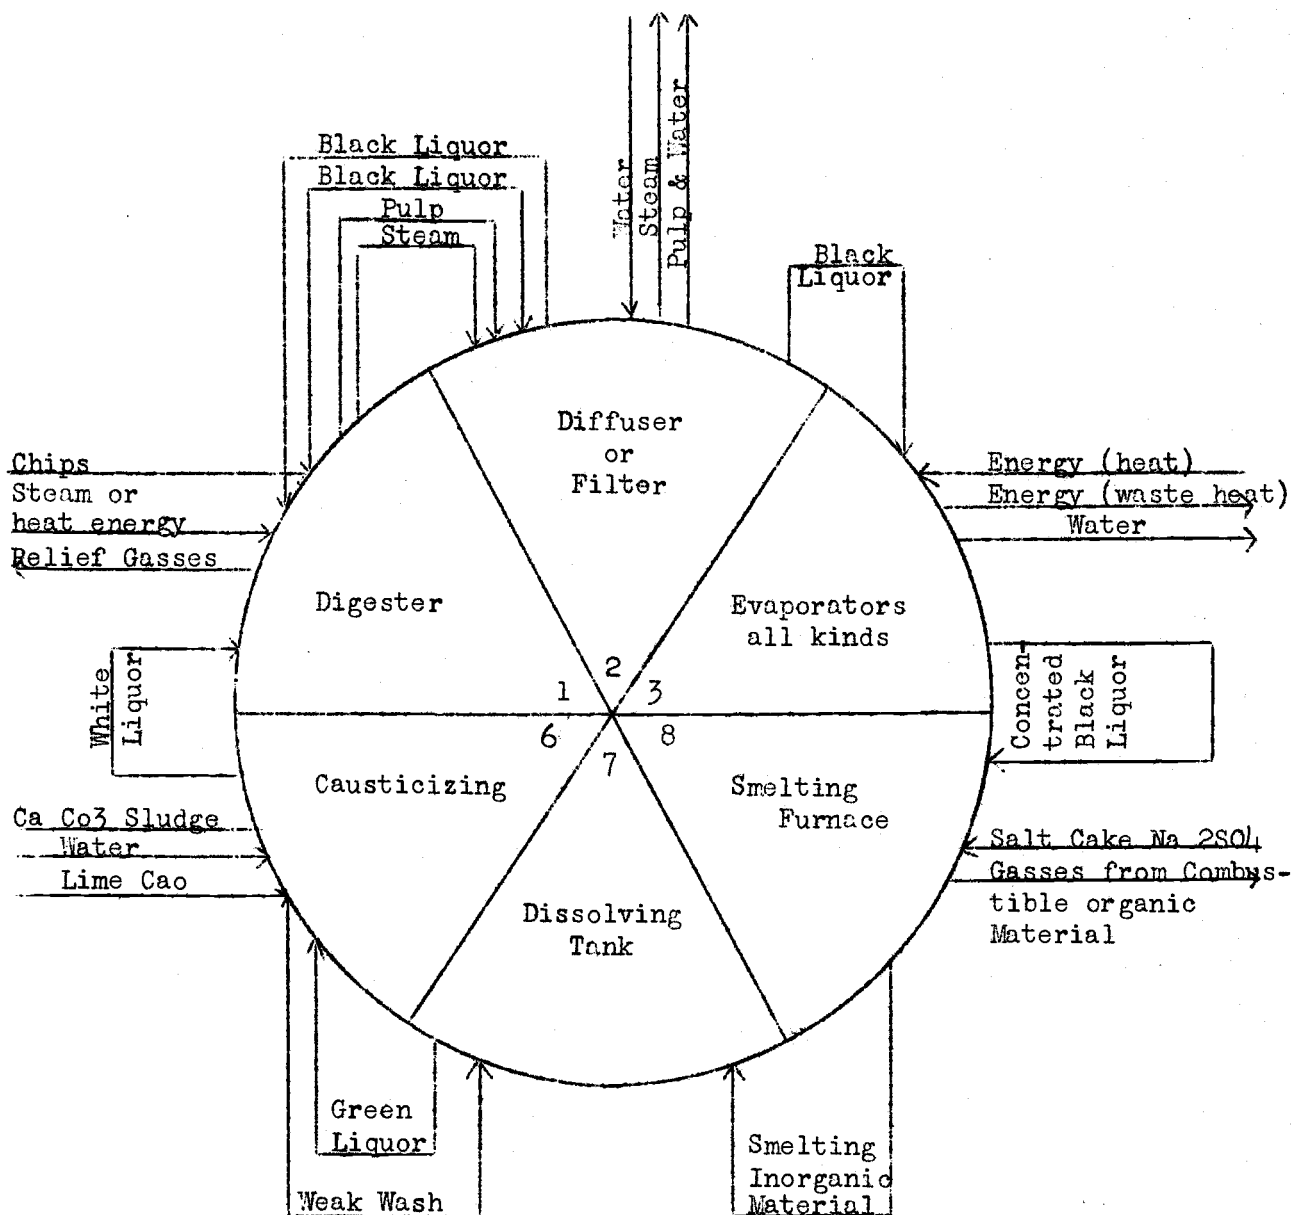 Water
Steam
Pulp & Water
Black Liquor
Black Liquor
Pulp
Steam
Black
Liquor
Diffuser
or
Filter
Chips
Steam or
heat energy
Relief Gasses
Energy (heat)
Energy (waste heat)
Water
Digester
Evaporators
all kinds
White
Liquor
Concen-
trated
Black
Liquor
1
2
3
6
7
8
Causticizing
Smelting
Furnace
Ca Co3 Sludge
Water
Lime Cao
Salt Cake Na 2SO4
Gasses from Combus-
tible organic
Material
Dissolving
Tank
Green
Liquor
Weak Wash
Smelting
Inorganic
Material